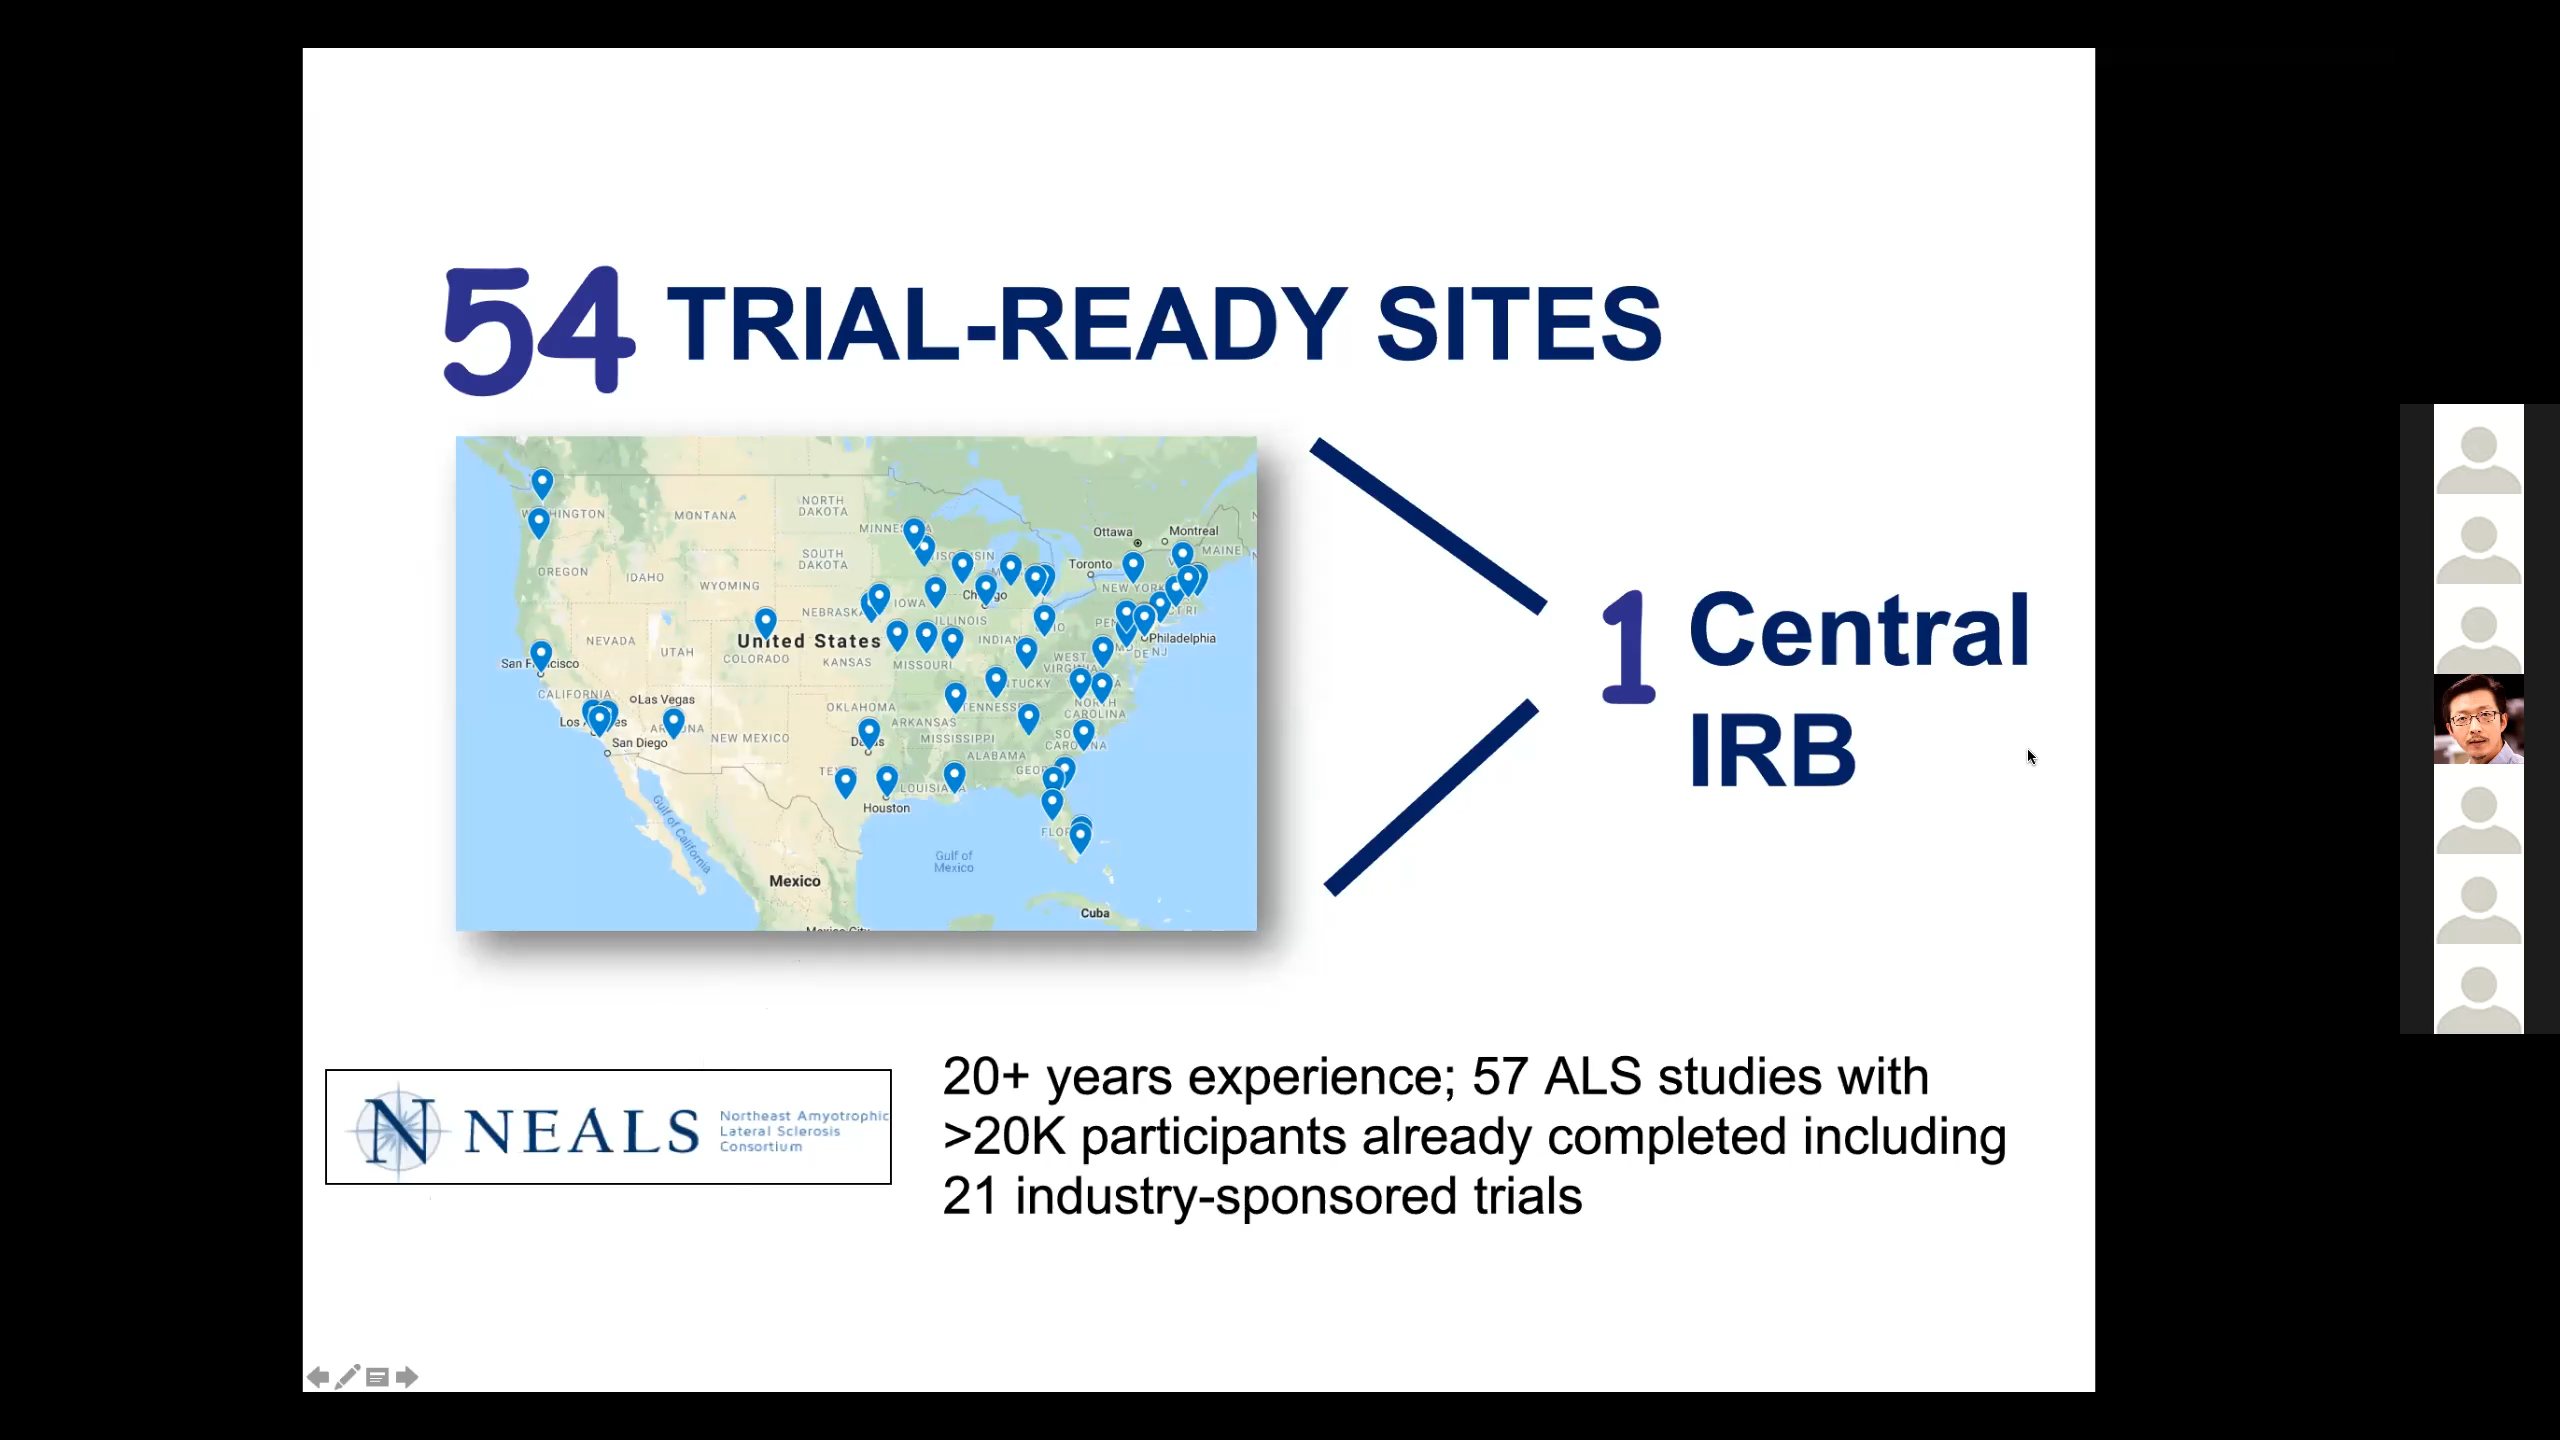 54 TRIAL-READY SITES
WASHINGTON
MONTANA
NORTH
DAKOTA
MINNESOTA
Ottawa
Montreal
MAINE
SOUTH
DAKOTA
WISCONSIN
Toronto
OREGON
IDAHO
WYOMING
NEW YORK
Chicago
NEBRASKA
IOWA
CT RI
ILLINOIS
United States
INDIANA
Philadelphia
NEVADA
UTAH
COLORADO
KANSAS
MISSOURI
WEST
VIRGINIA
MD
DE NJ
San Francisco
CALIFORNIA
Las Vegas
KENTUCKY
OKLAHOMA
ARKANSAS
TENNESSEE
NORTH
CAROLINA
Los Angeles
ARIZONA
NEW MEXICO
San Diego
Dallas
MISSISSIPPI
SOUTH
CAROLINA
ALABAMA
TEXAS
GEORGIA
LOUISIANA
Houston
Gulf of California
FLORIDA
Gulf of
Mexico
Mexico
Cuba
Mexico City
1 Central
IRB
N NEALS
Northeast Amyotrophic
Lateral Sclerosis
Consortium
20+ years experience; 57 ALS studies with
>20K participants already completed including
21 industry-sponsored trials